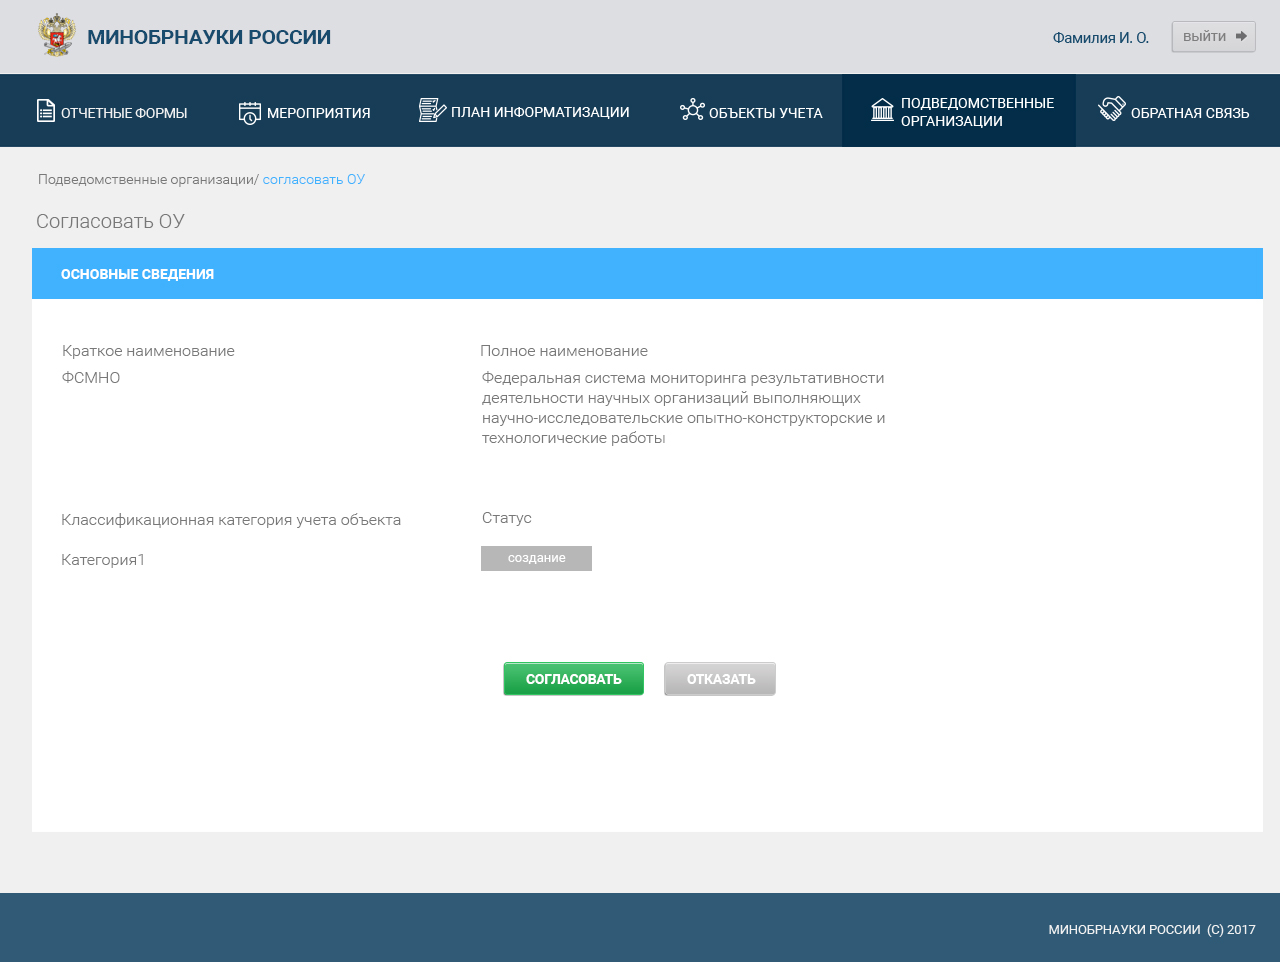 МИНОБРНАУКИ РОССИИ
Фамилия И. О.
ВЫЙТИ
ОТЧЕТНЫЕ ФОРМЫ
МЕРОПРИЯТИЯ
ПЛАН ИНФОРМАТИЗАЦИИ
ОБЪЕКТЫ УЧЕТА
ПОДВЕДОМСТВЕННЫЕ
ОРГАНИЗАЦИИ
ОБРАТНАЯ СВЯЗЬ
Подведомственные организации/ согласовать ОУ
Согласовать ОУ
ОСНОВНЫЕ СВЕДЕНИЯ
Краткое наименование
ФСМНО
Полное наименование
Федеральная система мониторинга результативности
деятельности научных организаций выполняющих
научно-исследовательские опытно-конструкторские и
технологические работы
Классификационная категория учета объекта
Категория1
Статус
создание
СОГЛАСОВАТЬ
ОТКАЗАТЬ
МИНОБРНАУКИ РОССИИ (С) 2017